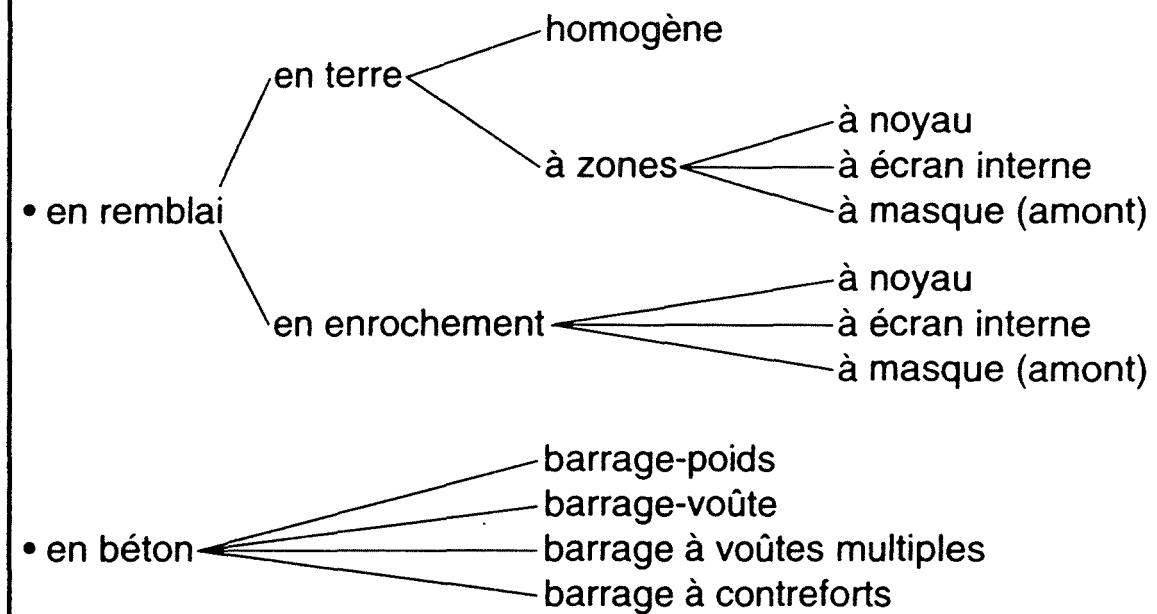 homogène
en terre
à noyau
à zones
à écran interne
• en remblai
à masque (amont)
à noyau
en enrochement
à écran interne
à masque (amont)
barrage-poids
barrage-voûte
• en béton
barrage à voûtes multiples
barrage à contreforts